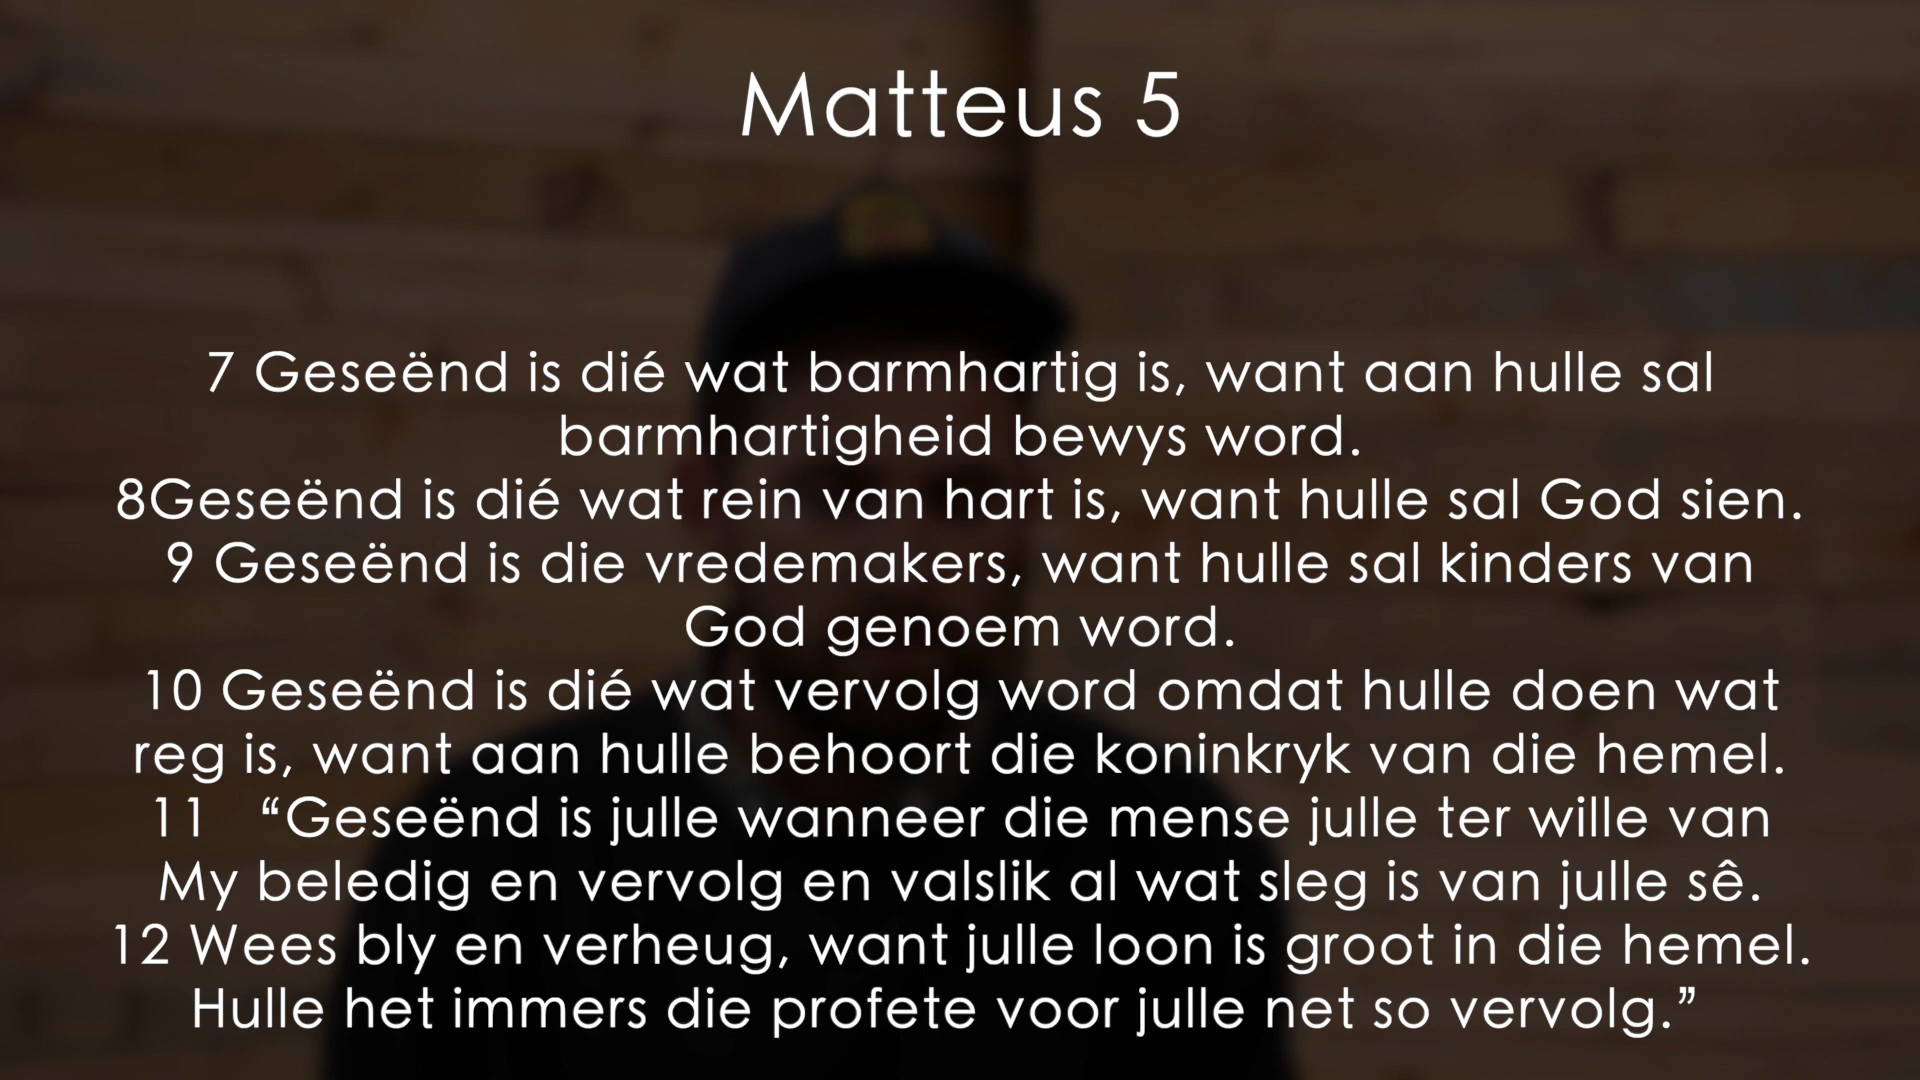 Matteus 5
7 Geseënd is dié wat barmhartig is, want aan hulle sal
barmhartigheid bewys word.
8Geseënd is dié wat rein van hart is, want hulle sal God sien.
9 Geseënd is die vredemakers, want hulle sal kinders van
God genoem word.
10 Geseënd is dié wat vervolg word omdat hulle doen wat
reg is, want aan hulle behoort die koninkryk van die hemel.
11 “Geseënd is julle wanneer die mense julle ter wille van
My beledig en vervolg en valslik al wat sleg is van julle sê.
12 Wees bly en verheug, want julle loon is groot in die hemel.
Hulle het immers die profete voor julle net so vervolg.”